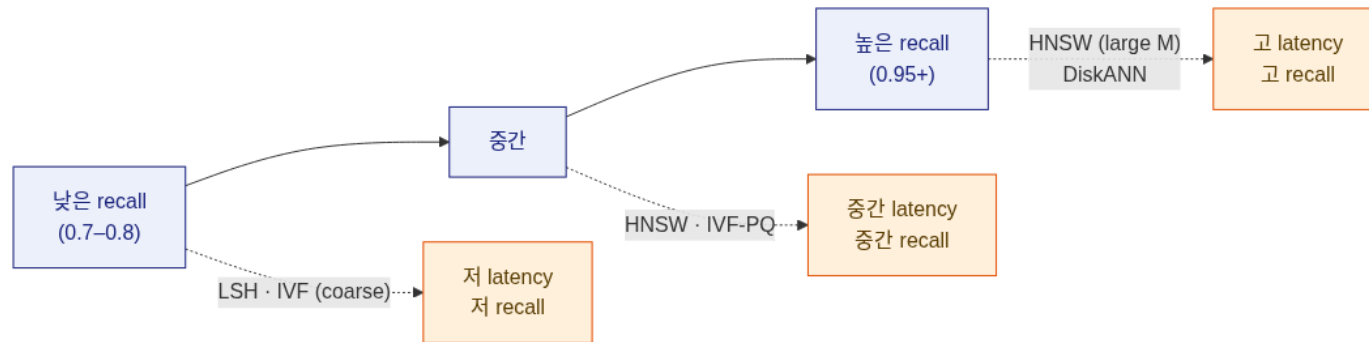 낮은 recall
(0.7–0.8)
LSH · IVF (coarse)
저 latency
저 recall
중간
HNSW · IVF-PQ
중간 latency
중간 recall
높은 recall
(0.95+)
HNSW (large M)
DiskANN
고 latency
고 recall